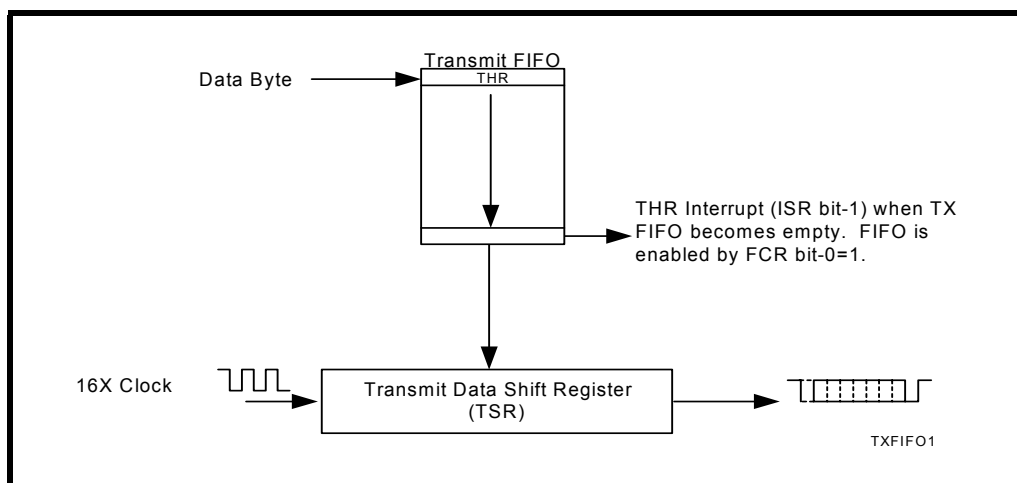 Transmit FIFO
Data Byte
THR
THR Interrupt (ISR bit-1) when TX
FIFO becomes empty. FIFO is
enabled by FCR bit-0=1.
16X Clock
Transmit Data Shift Register
(TSR)
TXFIFO1